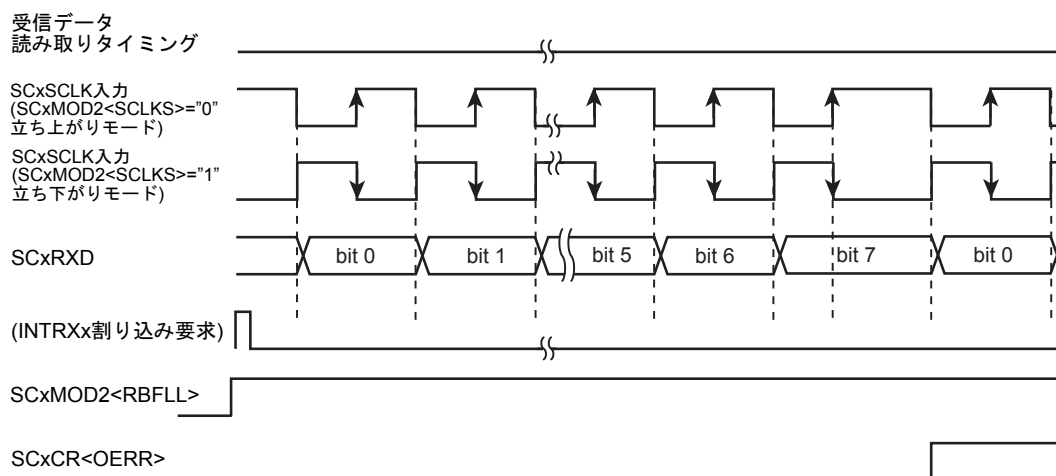 受信データ
読み取りタイミング
SCxSCLK入力
(SCxMOD2<SCLKS>="0"
立ち上がりモード)
SCxSCLK入力
(SCxMOD2<SCLKS>="1"
立ち下がりモード)
SCxRXD
bit 0
bit 1
bit 5
bit 6
bit 7
bit 0
(INTRXx割り込み要求)
SCxMOD2<RBFLL>
SCxCR<OERR>